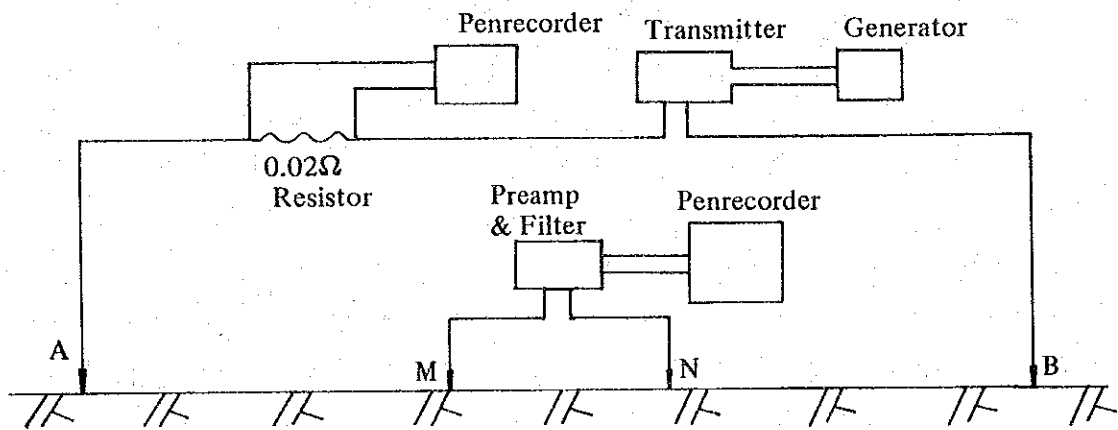 Penrecorder
Transmitter
Generator
0.02Ω
Resistor
Preamp
& Filter
Penrecorder
A
M
N
B